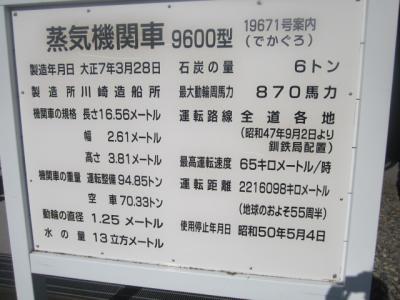 蒸気機関車 9600型 19671号案内
(でかぐろ)
製造年月日 大正7年3月28日
製造所 川崎造船所
機関車の規格 長さ16.56メートル
幅 2.61メートル
高さ 3.81メートル
機関車の重量 運転整備 94.85トン
空車 70.33トン
動輪の直径 1.25メートル
水の量 13立方メートル
石炭の量 6トン
最大動輪周馬力 870馬力
運転路線 全道各地
(昭和47年9月2日より
釧鉄局配置)
最高運転速度 65キロメートル/時
運転距離 2216098キロメートル
(地球のおよそ55周半)
使用停止年月日 昭和50年5月4日